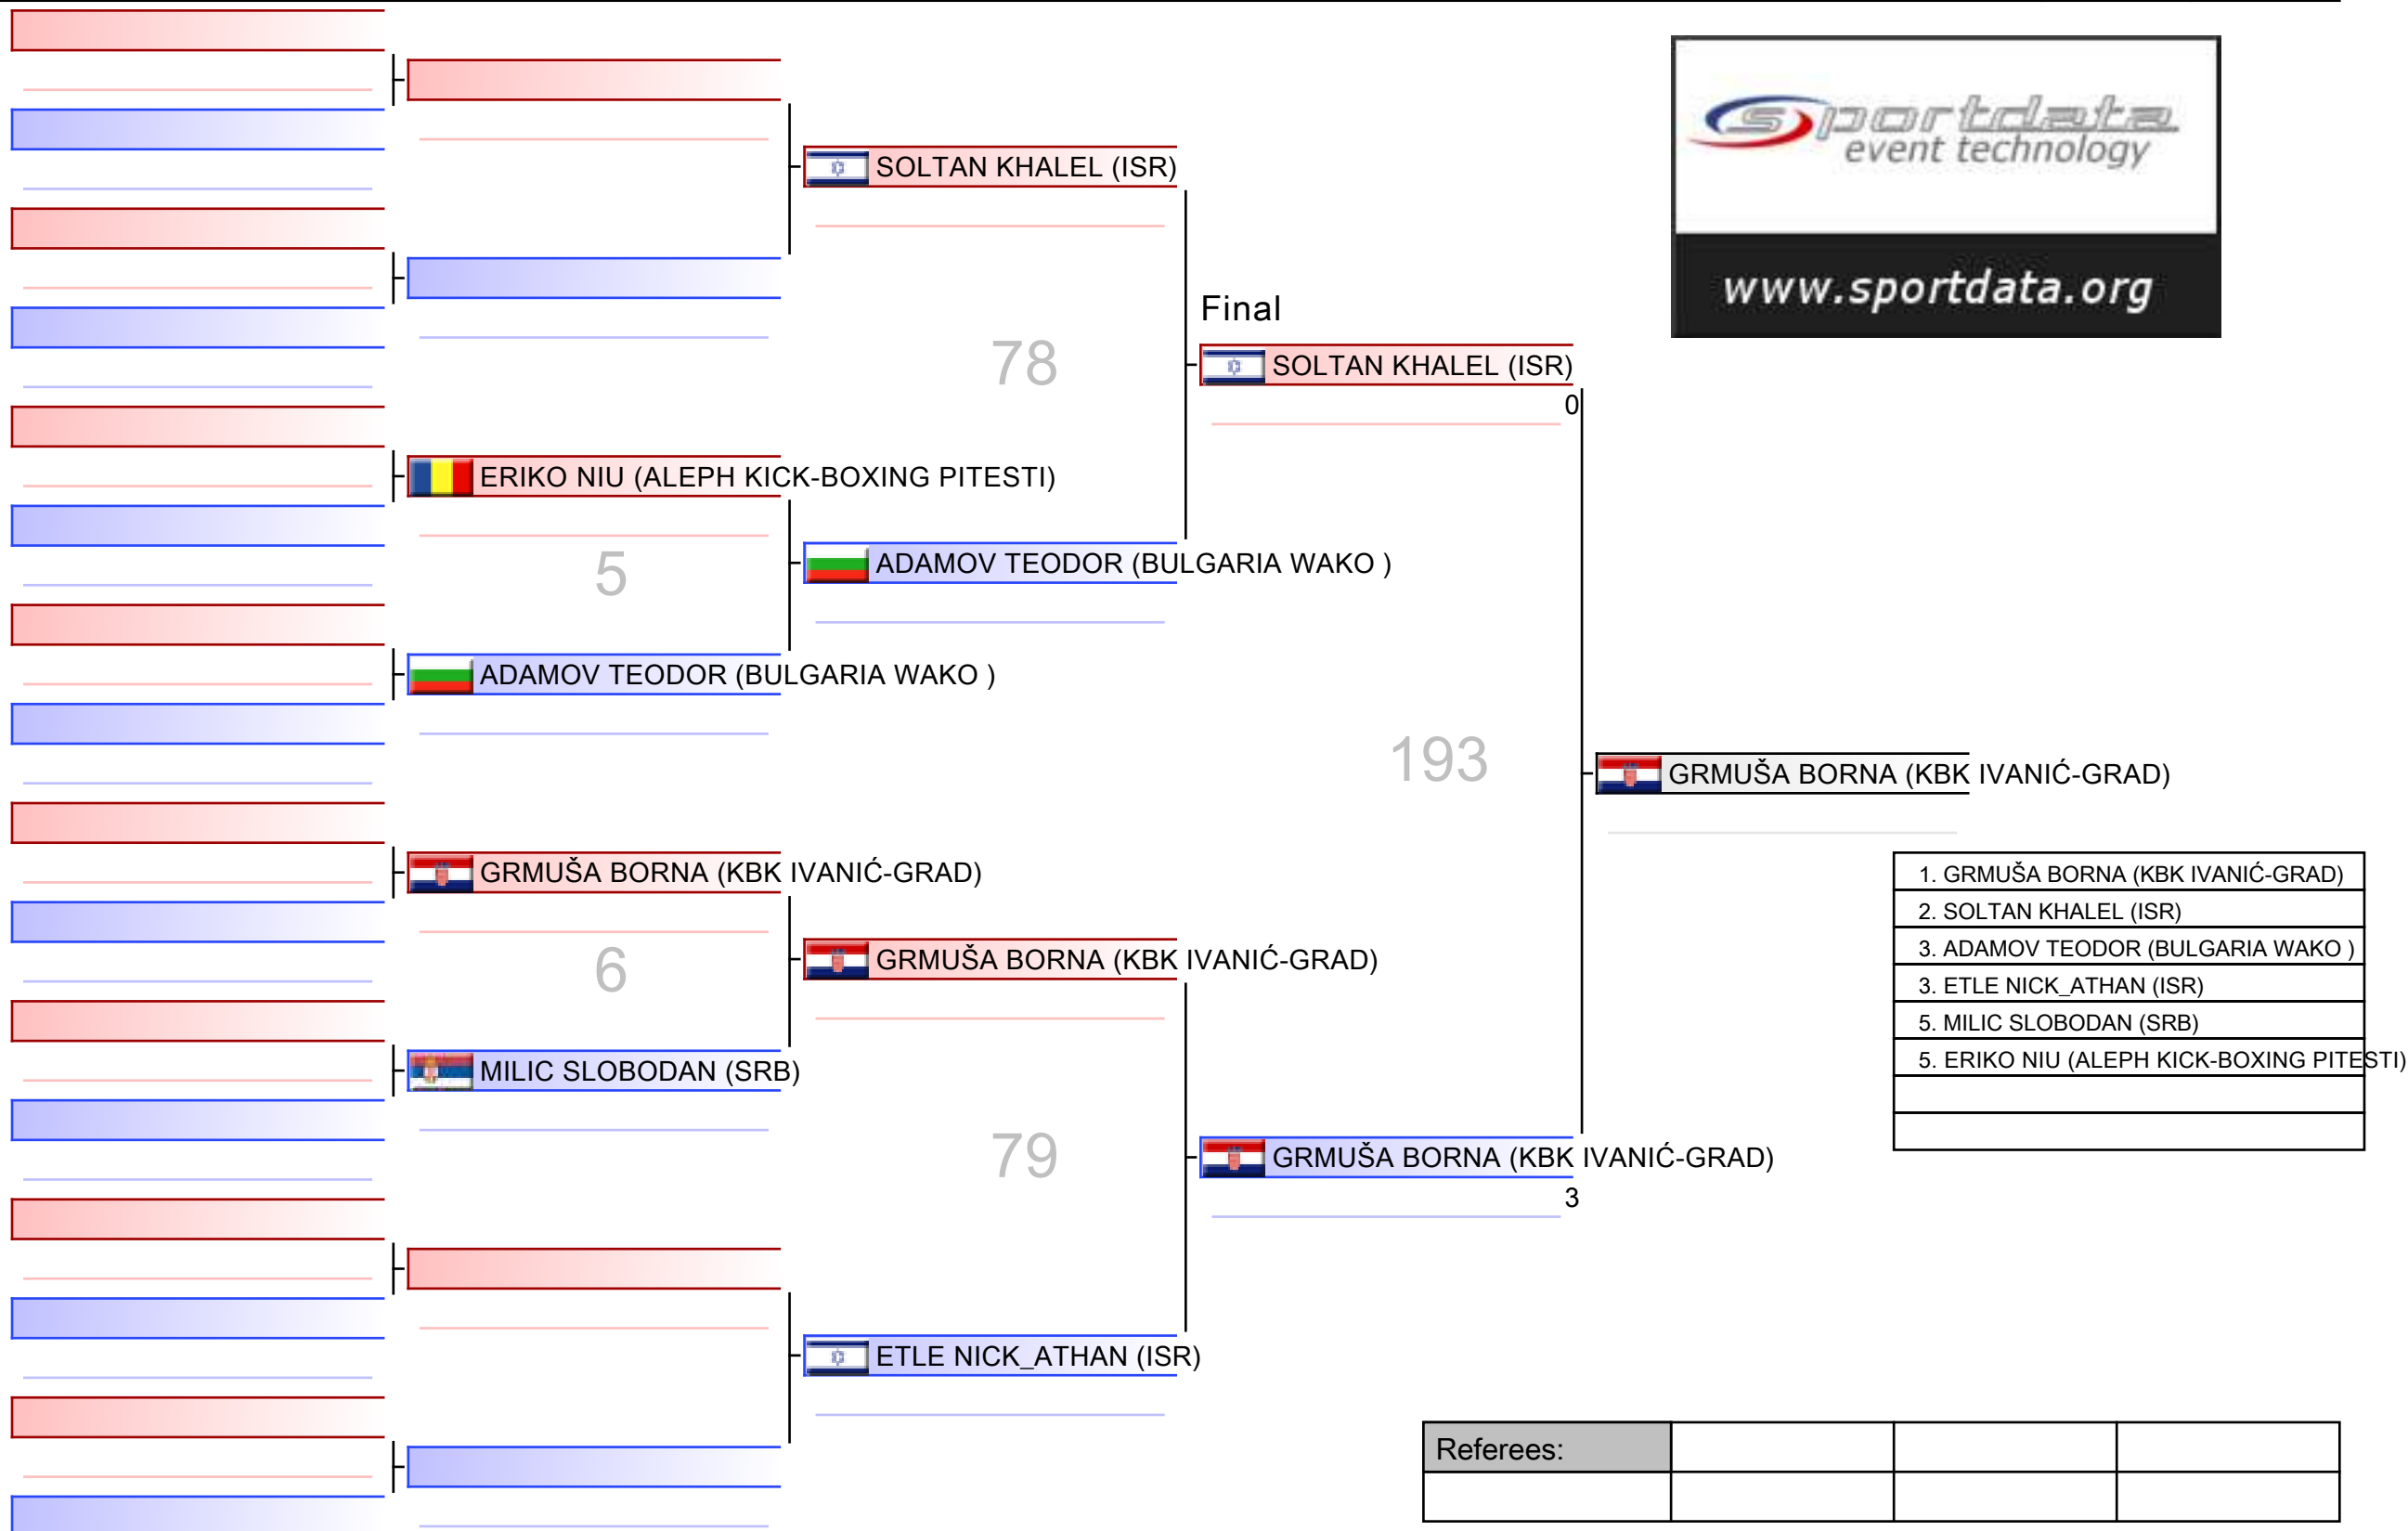 sportdata
event technology
www.sportdata.org
SOLTAN KHALEL (ISR)
78
Final
SOLTAN KHALEL (ISR)
0
ERIKO NIU (ALEPH KICK-BOXING PITESTI)
5
ADAMOV TEODOR (BULGARIA WAKO )
ADAMOV TEODOR (BULGARIA WAKO )
193
GRMUŠA BORNA (KBK IVANIĆ-GRAD)
GRMUŠA BORNA (KBK IVANIĆ-GRAD)
6
GRMUŠA BORNA (KBK IVANIĆ-GRAD)
MILIC SLOBODAN (SRB)
79
GRMUŠA BORNA (KBK IVANIĆ-GRAD)
3
ETLE NICK_ATHAN (ISR)
1. GRMUŠA BORNA (KBK IVANIĆ-GRAD)
2. SOLTAN KHALEL (ISR)
3. ADAMOV TEODOR (BULGARIA WAKO )
3. ETLE NICK_ATHAN (ISR)
5. MILIC SLOBODAN (SRB)
5. ERIKO NIU (ALEPH KICK-BOXING PITESTI)
Referees: